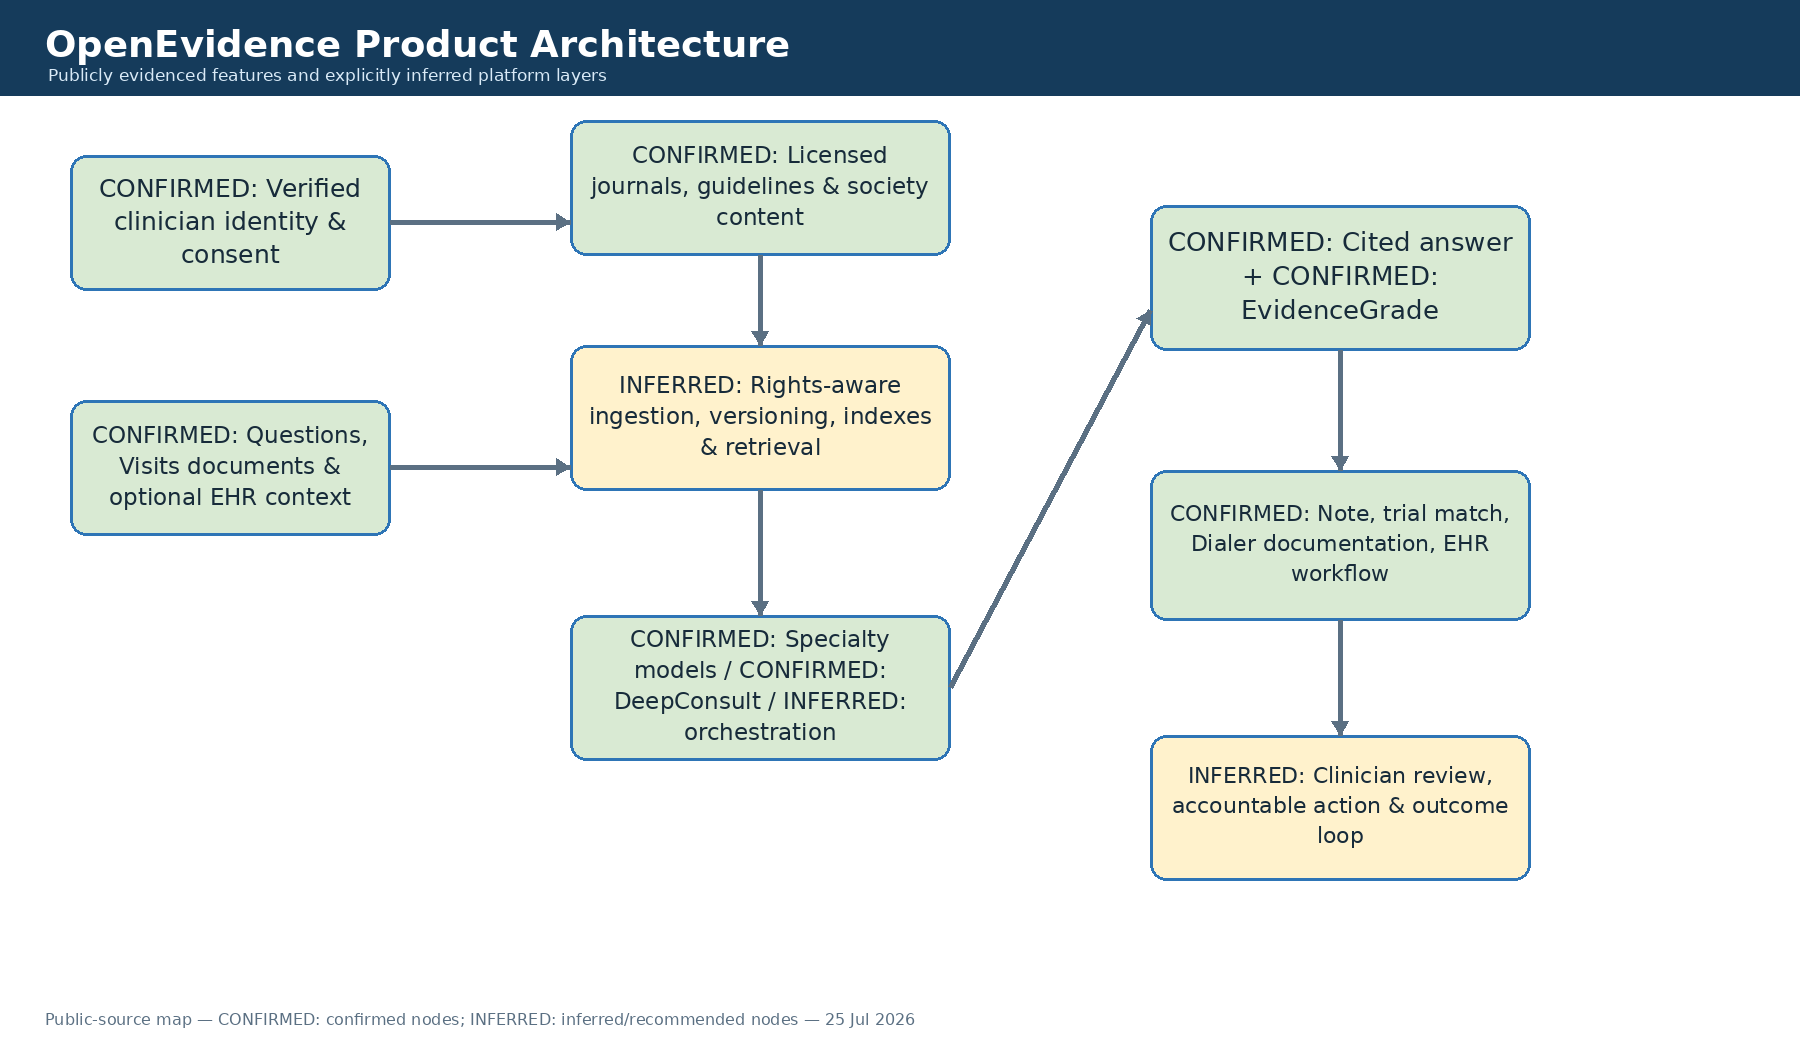 OpenEvidence Product Architecture
Publicly evidenced features and explicitly inferred platform layers
CONFIRMED: Verified
clinician identity &
consent
CONFIRMED: Questions,
Visits documents &
optional EHR context
CONFIRMED: Licensed
journals, guidelines & society
content
INFERRED: Rights-aware
ingestion, versioning, indexes
& retrieval
CONFIRMED: Specialty
models / CONFIRMED:
DeepConsult / INFERRED:
orchestration
CONFIRMED: Cited answer
+ CONFIRMED:
EvidenceGrade
CONFIRMED: Note, trial match,
Dialer documentation, EHR
workflow
INFERRED: Clinician review,
accountable action & outcome
loop
Public-source map — CONFIRMED: confirmed nodes; INFERRED: inferred/recommended nodes — 25 Jul 2026